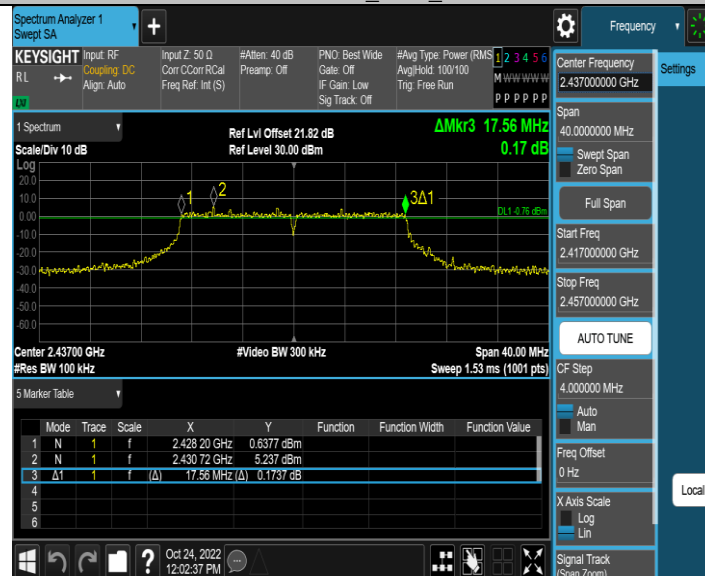 Spectrum Analyzer 1
Swept SA
+
Frequency
KEYSIGHT
RL
LXI
Input: RF
Coupling: DC
Align: Auto
Input Z: 50 Ω
Corr CCorr RCal
Freq Ref: Int (S)
#Atten: 40 dB
Preamp: Off
PNO: Best Wide
Gate: Off
IF Gain: Low
Sig Track: Off
#Avg Type: Power (RMS
Avg|Hold: 100/100
Trig: Free Run
1 2 3 4 5 6
M W W W W W
P P P P P P
Center Frequency
2.437000000 GHz
Settings
Span
40.0000000 MHz
Swept Span
Zero Span
Full Span
Start Freq
2.417000000 GHz
Stop Freq
2.457000000 GHz
AUTO TUNE
CF Step
4.000000 MHz
Auto
Man
Freq Offset
0 Hz
X Axis Scale
Log
Lin
Signal Track
(Span Zoom)
Local
1 Spectrum
Scale/Div 10 dB
Log
Ref Lvl Offset 21.82 dB
Ref Level 30.00 dBm
ΔMkr3 17.56 MHz
0.17 dB
20.0
10.0
0.00
-10.0
-20.0
-30.0
-40.0
-50.0
-60.0
1
2
3Δ1
DL1 -0.76 dBm
Center 2.43700 GHz
#Video BW 300 kHz
Span 40.00 MHz
#Res BW 100 kHz
Sweep 1.53 ms (1001 pts)
5 Marker Table
Mode Trace Scale X Y Function Function Width Function Value
1 N 1 f 2.428 20 GHz 0.6377 dBm
2 N 1 f 2.430 72 GHz 5.237 dBm
3 Δ1 1 f (Δ) 17.56 MHz (Δ) 0.1737 dB
4
5
6
?
Oct 24, 2022
12:02:37 PM